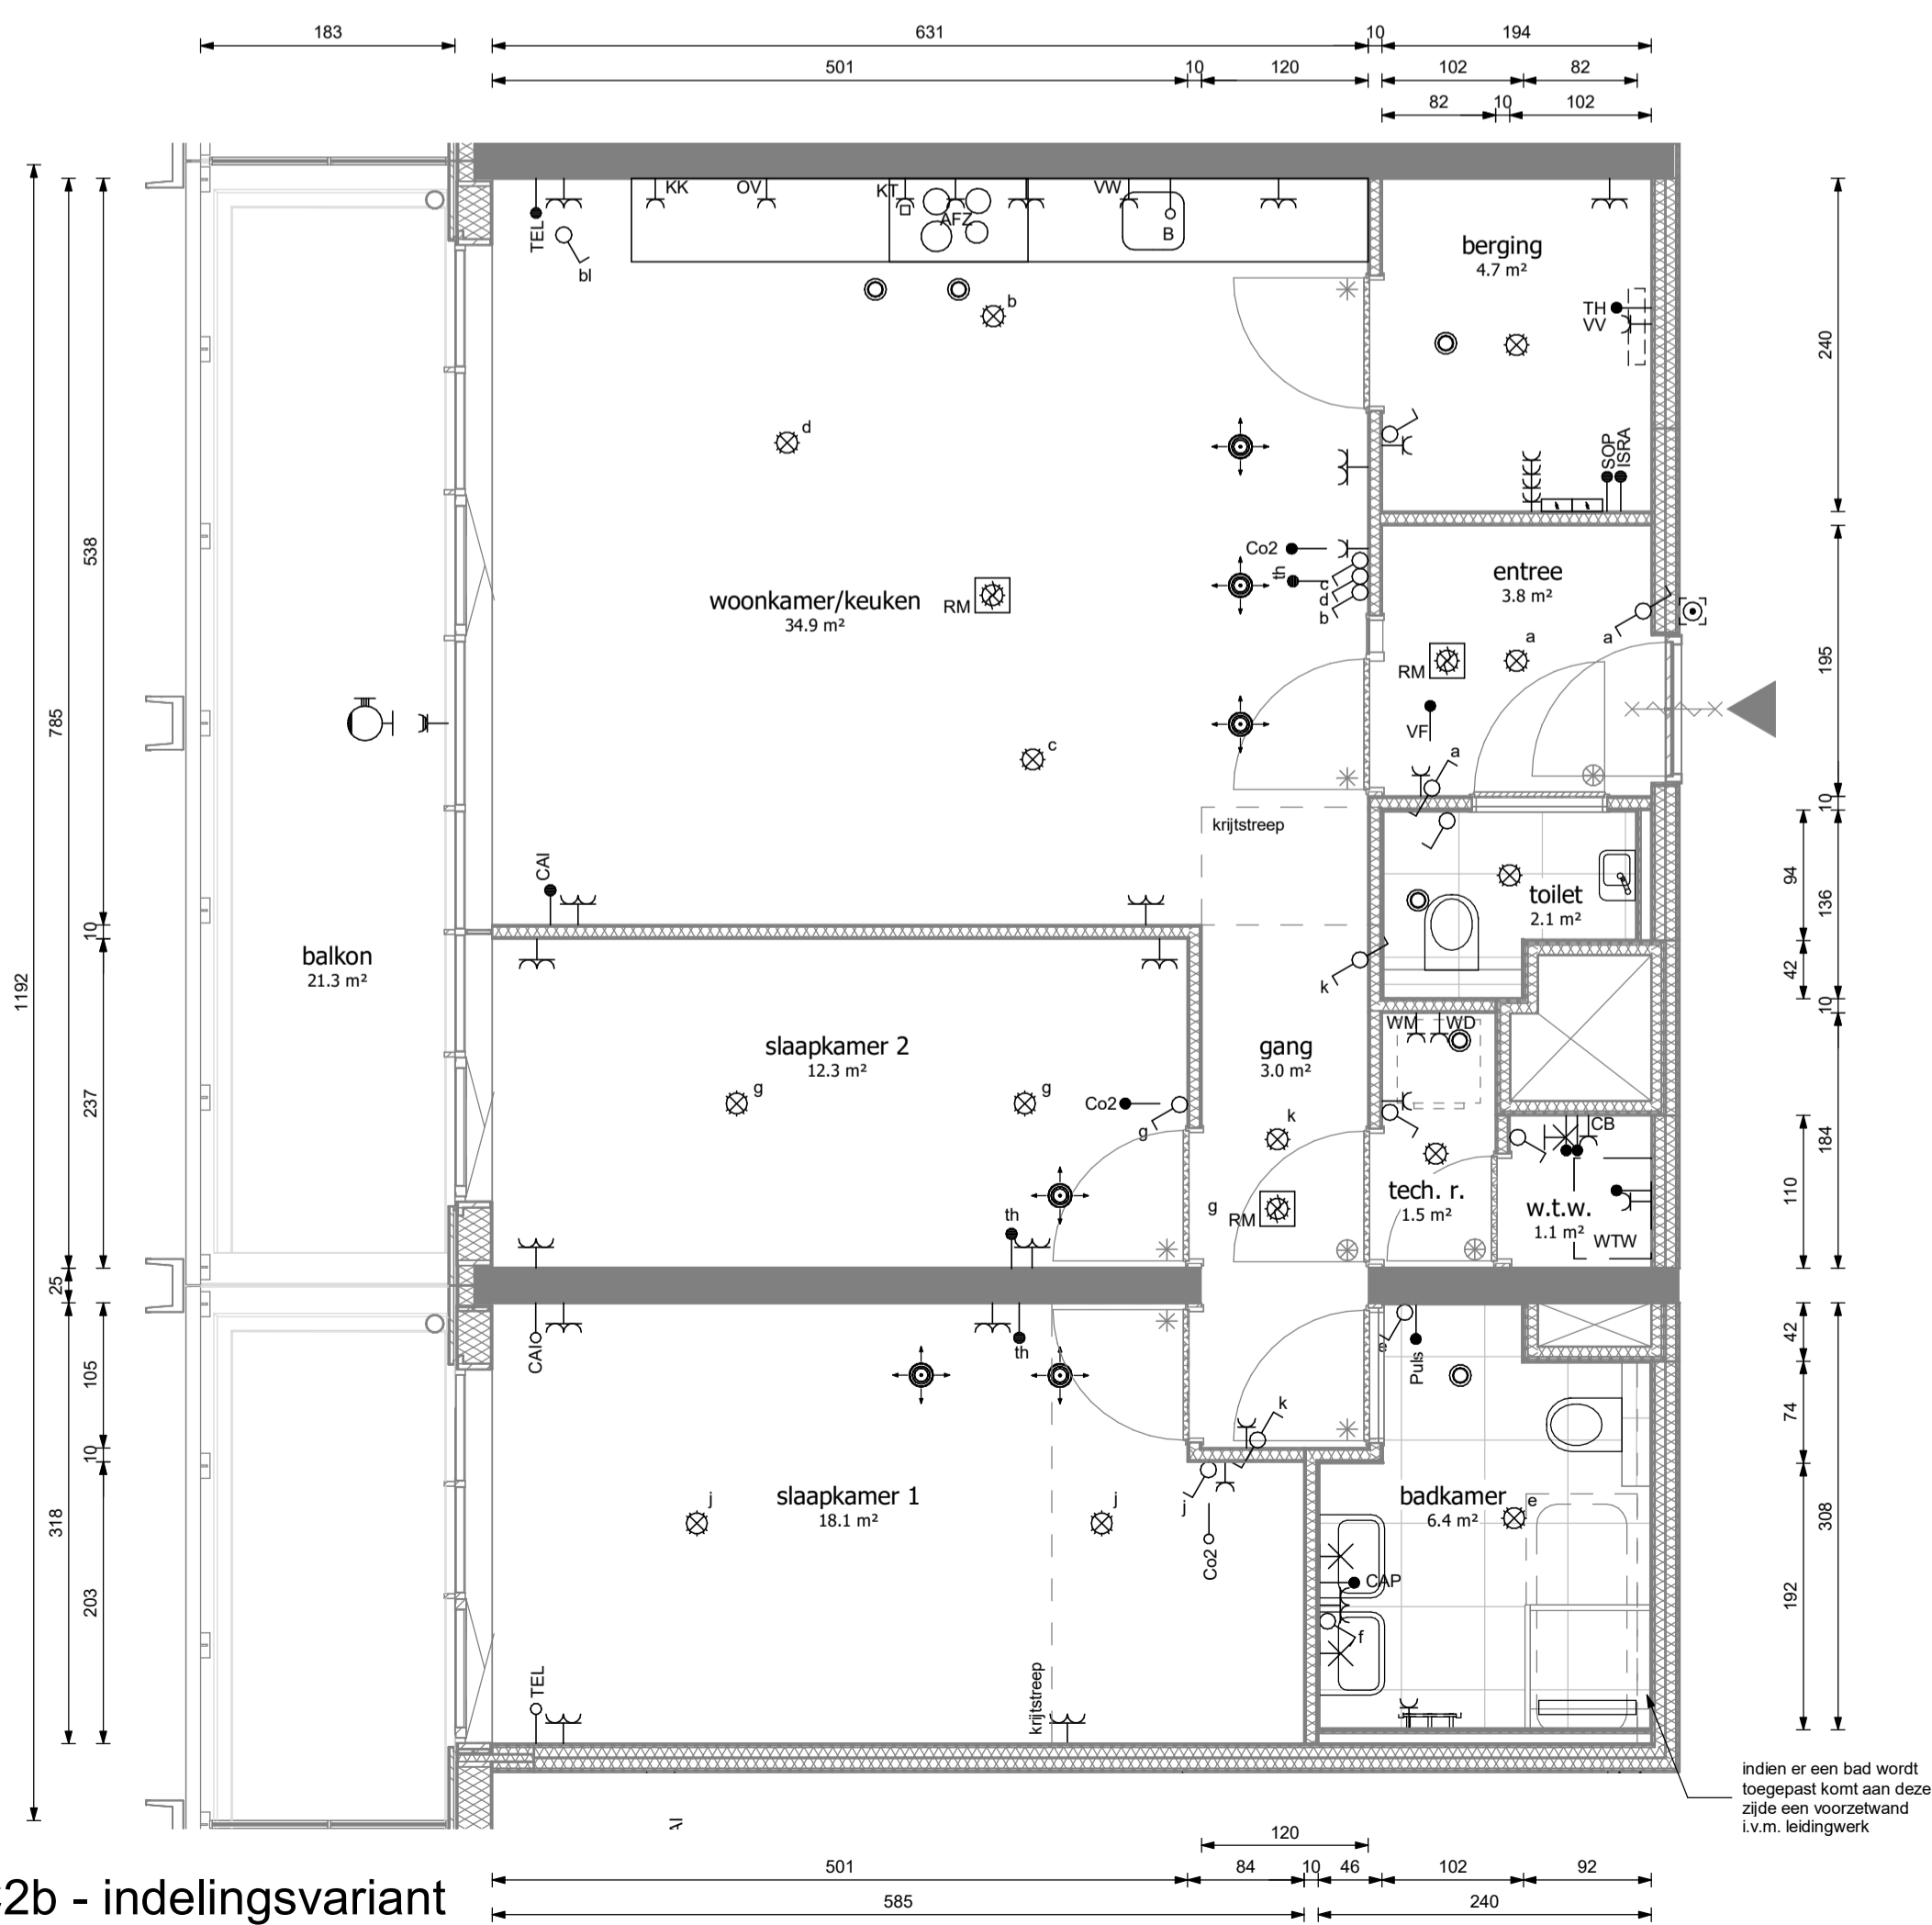 183
631
10
194
501
10
120
102
82
82
10
102
KK
OV
KT
AFZ
VW
B
TEL
bl
b
berging
4.7 m²
TH
VV
240
d
SOP
ISRA
538
Co2
th
c
d
b
entree
3.8 m²
a
a
woonkamer/keuken
34.9 m²
RM
RM
195
VF
a
785
c
krijtstreep
10
CAI
94
136
toilet
2.1 m²
10
balkon
21.3 m²
1192
k
42
10
WM
WD
slaapkamer 2
12.3 m²
gang
3.0 m²
237
g
g
Co2
g
k
CB
184
tech. r.
1.5 m²
w.t.w.
1.1 m²
WTW
110
th
g
RM
25
CAI
th
e
Puls
42
105
k
74
10
slaapkamer 1
18.1 m²
j
j
j
badkamer
6.4 m²
e
318
308
Co2
CAP
203
192
f
TEL
krijtstreep
indien er een bad wordt
toegepast komt aan deze
zijde een voorzetwand
i.v.m. leidingwerk
120
501
84
10
46
102
92
2b - indelingsvariant
585
240